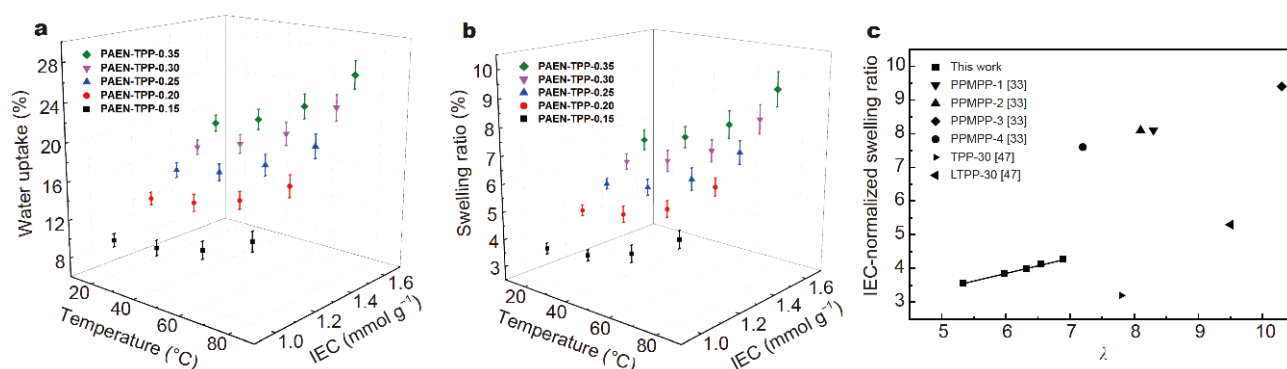 a
Water uptake (%)
28
24
20
16
12
8
PAEN-TPP-0.35
PAEN-TPP-0.30
PAEN-TPP-0.25
PAEN-TPP-0.20
PAEN-TPP-0.15
20
40
60
80
Temperature (°C)
1.0
1.2
1.4
1.6
IEC (mmol g⁻¹)
b
Swelling ratio (%)
10
9
8
7
6
5
4
3
PAEN-TPP-0.35
PAEN-TPP-0.30
PAEN-TPP-0.25
PAEN-TPP-0.20
PAEN-TPP-0.15
20
40
60
80
Temperature (°C)
1.0
1.2
1.4
1.6
IEC (mmol g⁻¹)
c
IEC-normalized swelling ratio
10
9
8
7
6
5
4
3
This work
PPMPP-1 [33]
PPMPP-2 [33]
PPMPP-3 [33]
PPMPP-4 [33]
TPP-30 [47]
LTPP-30 [47]
5 6 7 8 9 10
λ